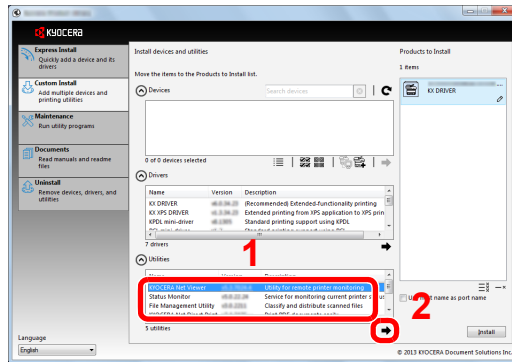 KYOCERA
Express Install
Quickly add a device and its
drivers
Custom Install
Add multiple devices and
printing utilities
Maintenance
Run utility programs
Documents
Read manuals and readme
files
Uninstall
Remove devices, drivers, and
utilities
Language
English
Install devices and utilities
Move the items to the Products to Install list.
Devices
Search devices
0 of 0 devices selected
Drivers
Name Version Description
KX DRIVER (Recommended) Extended-functionality printing
KX XPS DRIVER Extended printing from XPS application to XPS prin
KPDL mini-driver Standard printing support using KPDL
7 drivers
1
Utilities
KYOCERA Net Viewer Utility for remote printer monitoring
Status Monitor Service for monitoring current printer status
File Management Utility Classify and distribute scanned files
5 utilities
2
Products to Install
1 items
KX DRIVER
...
name as port name
Install
© 2013 KYOCERA Document Solutions Inc.